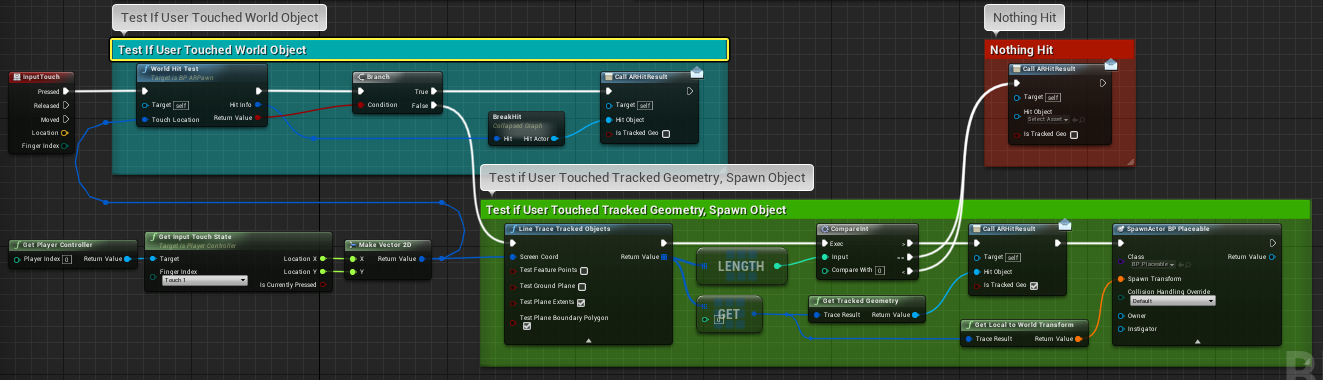 Test If User Touched World Object
Nothing Hit
Test If User Touched World Object
Nothing Hit
InputTouch
Pressed
Released
Moved
Location
Finger Index
World Hit Test
Target is BP ARPawn
Target self
Touch Location
Hit Info
Return Value
Branch
Condition
True
False
BreakHit
Collapsed Graph
Hit
Hit Actor
Call ARHitResult
Target self
Hit Object
Is Tracked Geo
Call ARHitResult
Target self
Hit Object
Select Asset
Is Tracked Geo
Test if User Touched Tracked Geometry, Spawn Object
Test if User Touched Tracked Geometry, Spawn Object
Get Player Controller
Player Index 0
Return Value
Get Input Touch State
Target is Player Controller
Target
Finger Index
Touch 1
Location X
Location Y
Is Currently Pressed
Make Vector 2D
X
Y
Return Value
Line Trace Tracked Objects
Screen Coord
Test Feature Points
Test Ground Plane
Test Plane Extents
Test Plane Boundary Polygon
Return Value
LENGTH
GET
0
CompareInt
Exec
Input
Compare With 0
>
==
<
Get Tracked Geometry
Trace Result
Return Value
Call ARHitResult
Target self
Hit Object
Is Tracked Geo
Get Local to World Transform
Trace Result
Return Value
SpawnActor BP Placeable
Class
BP Placeable
Spawn Transform
Collision Handling Override
Default
Owner
Instigator
Return Value
B